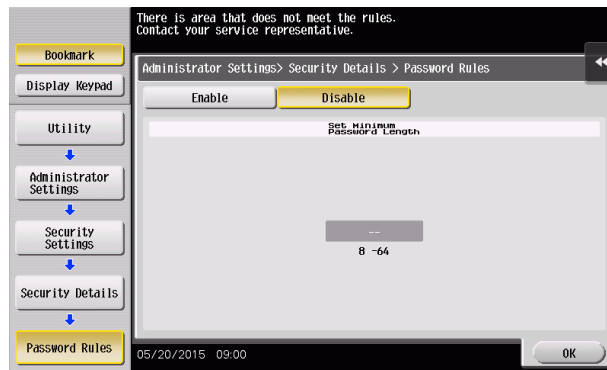 There is area that does not meet the rules.
Contact your service representative.
Bookmark
Display Keypad
Utility
Administrator
Settings
Security
Settings
Security Details
Password Rules
Administrator Settings> Security Details > Password Rules
Enable
Disable
Set Minimum
Password Length
--
8 -64
05/20/2015 09:00
OK